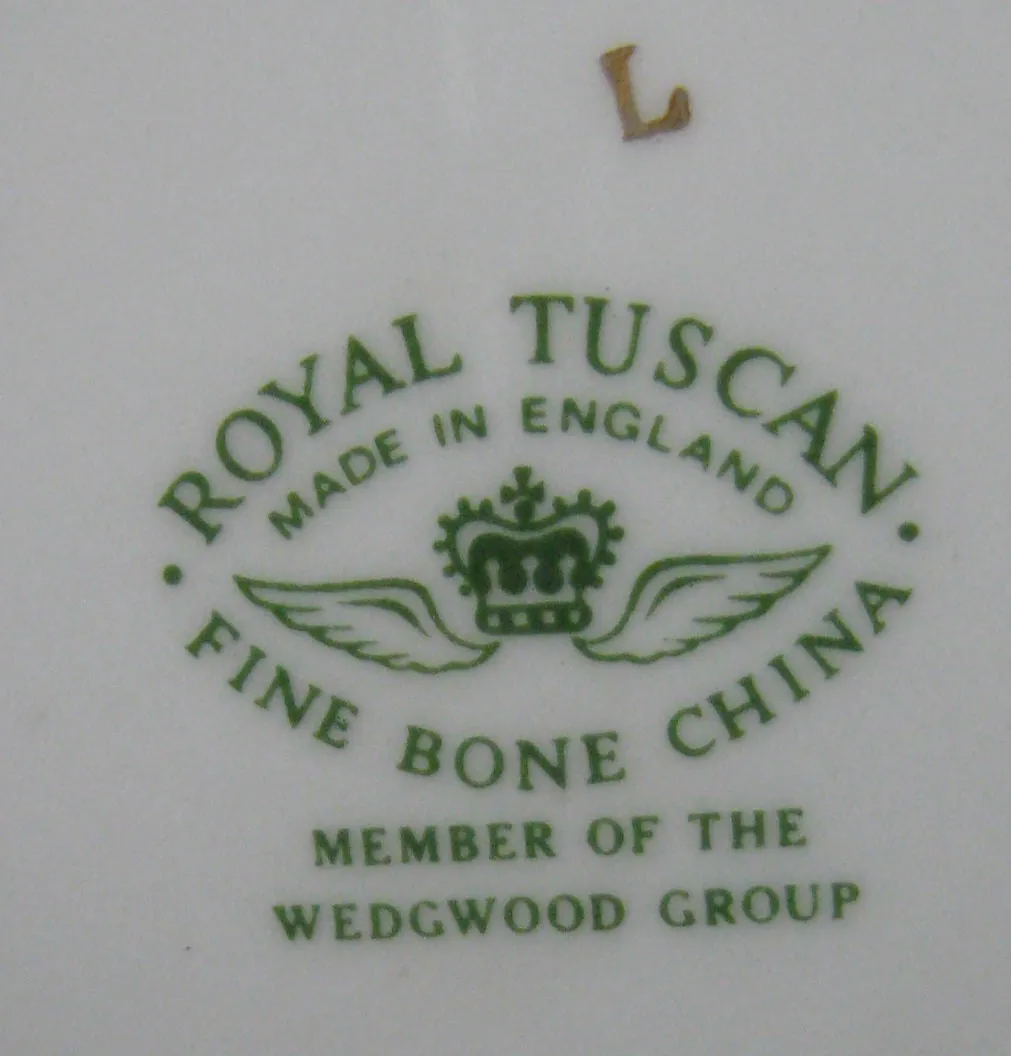 L
ROYAL TUSCAN
MADE IN ENGLAND
FINE BONE CHINA
MEMBER OF THE
WEDGWOOD GROUP